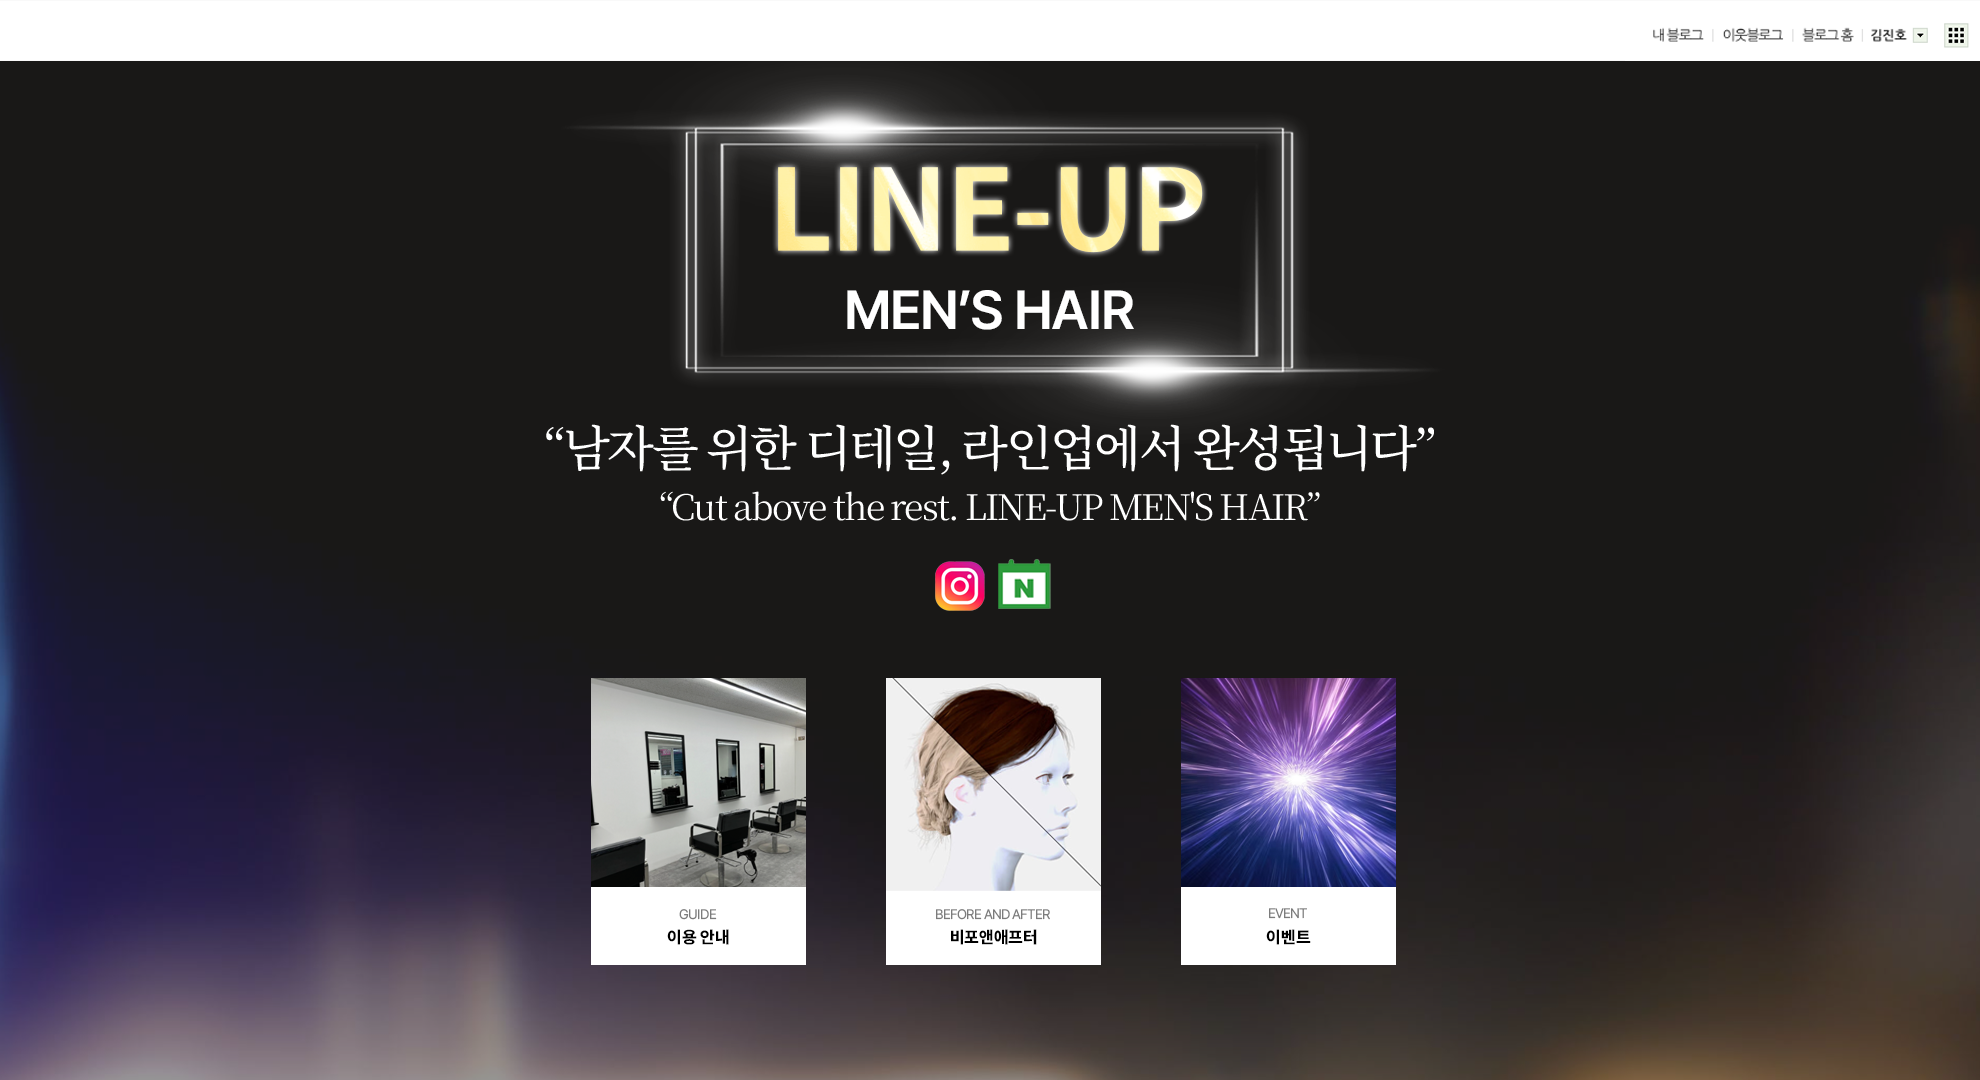 내 블로그 | 이웃블로그 | 블로그 홈 | 김진호
LINE-UP
MEN’S HAIR
“남자를 위한 디테일, 라인업에서 완성됩니다”
“Cut above the rest. LINE-UP MEN'S HAIR”
N
GUIDE
이용 안내
BEFORE AND AFTER
비포앤애프터
EVENT
이벤트